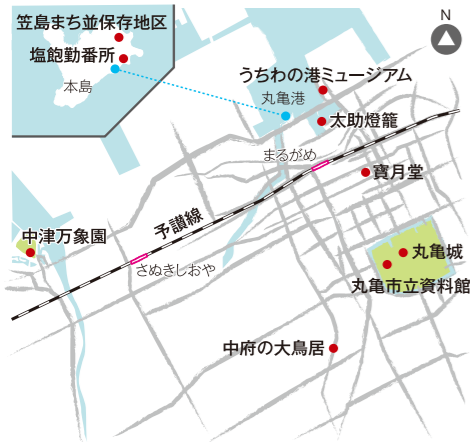 笠島まち並保存地区
塩飽勤番所
本島
N
うちわの港ミュージアム
丸亀港
太助燈籠
まるがめ
寶月堂
予讃線
中津万象園
さぬきしおや
丸亀城
丸亀市立資料館
中府の大鳥居